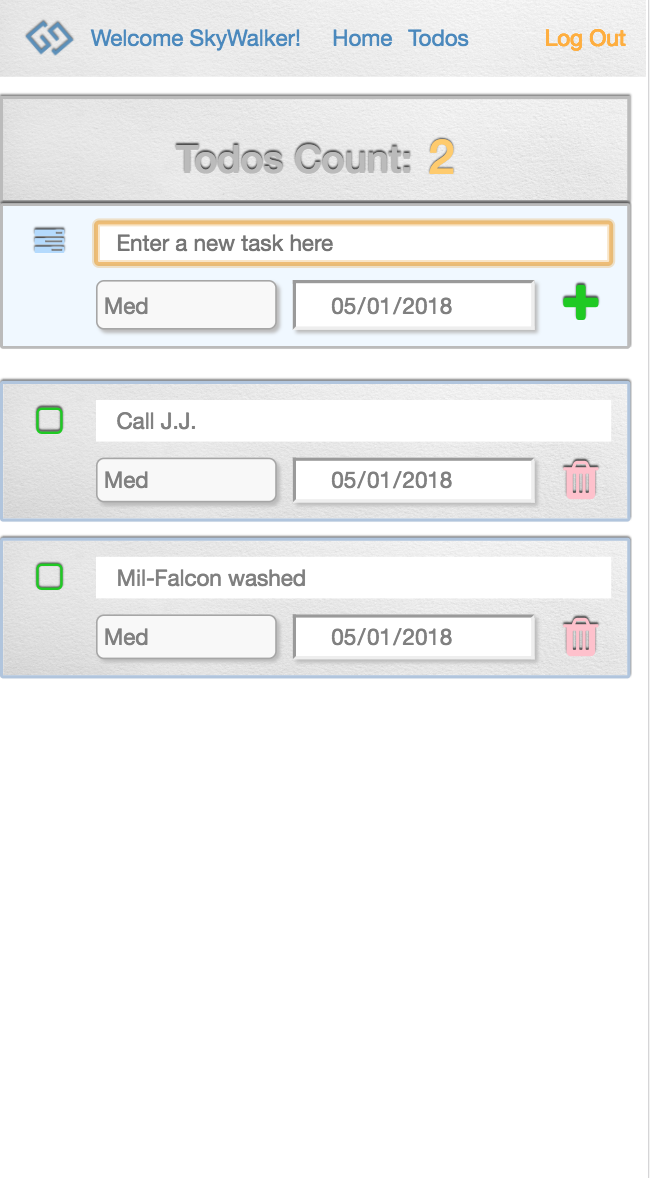 Welcome SkyWalker! Home Todos Log Out
Todos Count: 2
Enter a new task here
Med 05/01/2018
Call J.J.
Med 05/01/2018
Mil-Falcon washed
Med 05/01/2018